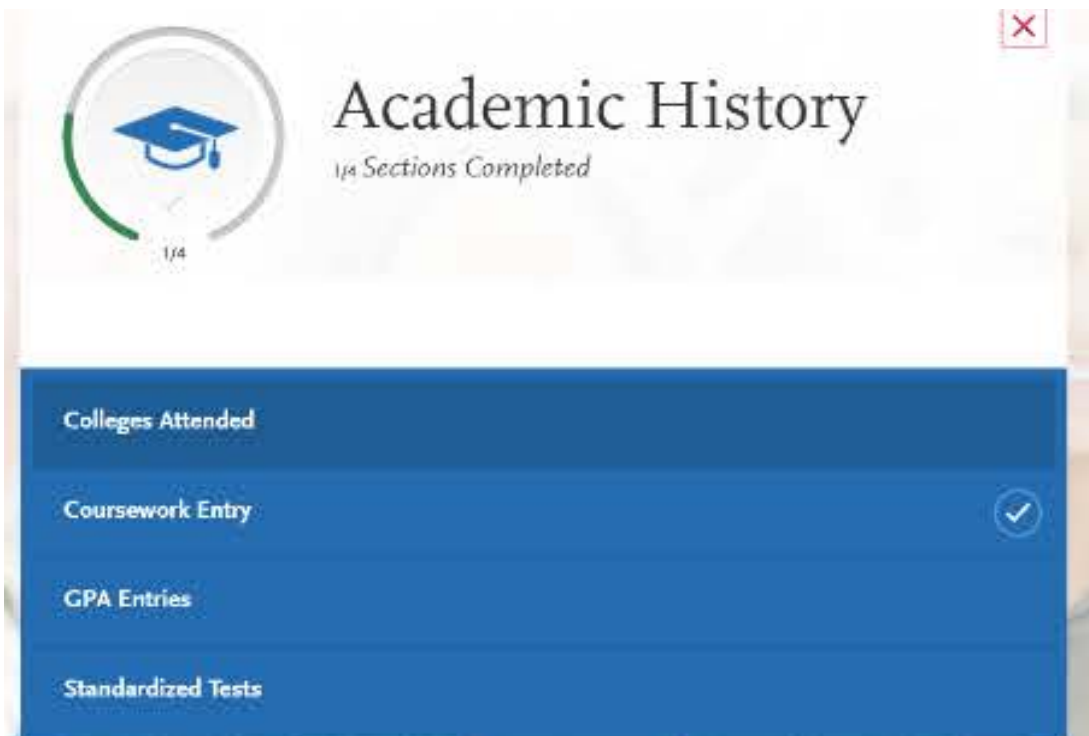 Academic History
1/4 Sections Completed
1/4
Colleges Attended
Coursework Entry
GPA Entries
Standardized Tests